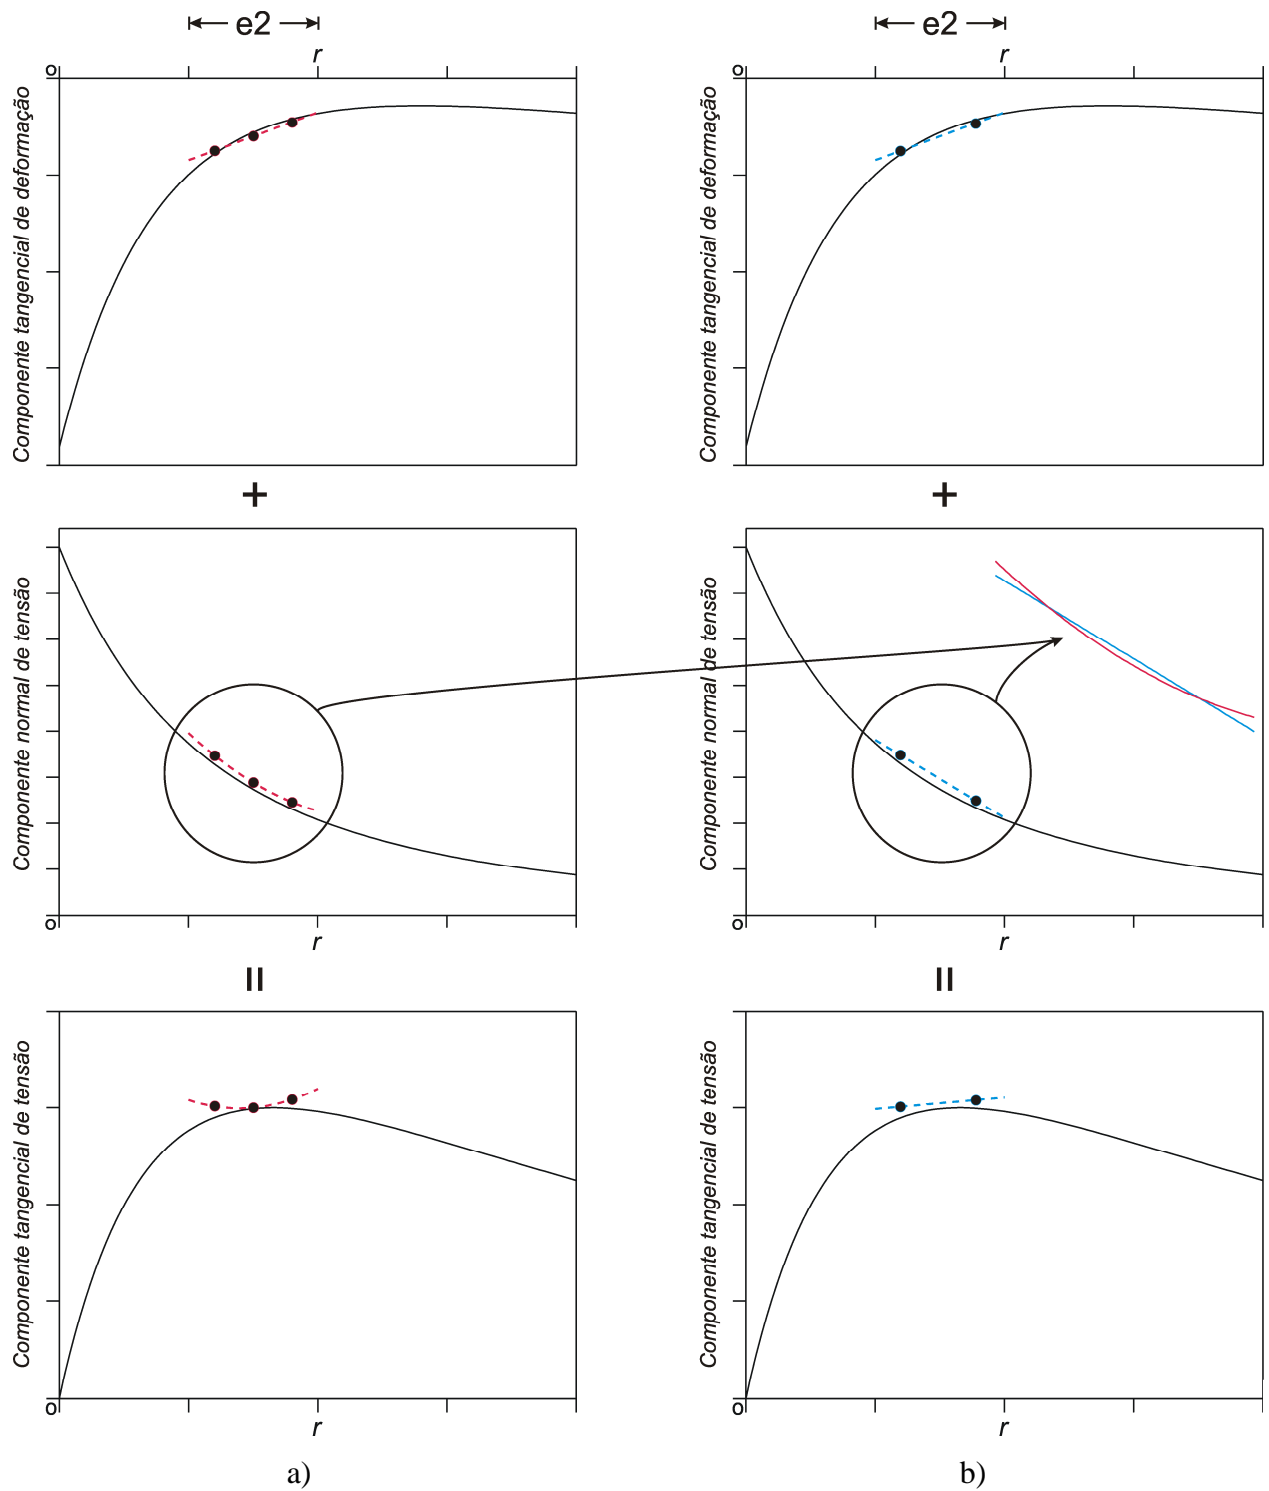 e2
e2
r
r
o
o
Componente tangencial de deformação
Componente tangencial de deformação
+
+
Componente normal de tensão
Componente normal de tensão
o
o
r
r
=
=
Componente tangencial de tensão
Componente tangencial de tensão
o
o
r
r
a)
b)